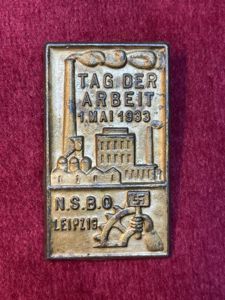 TAG DER
ARBEIT
1. MAI 1933
N.S.B.O.
LEIPZIG